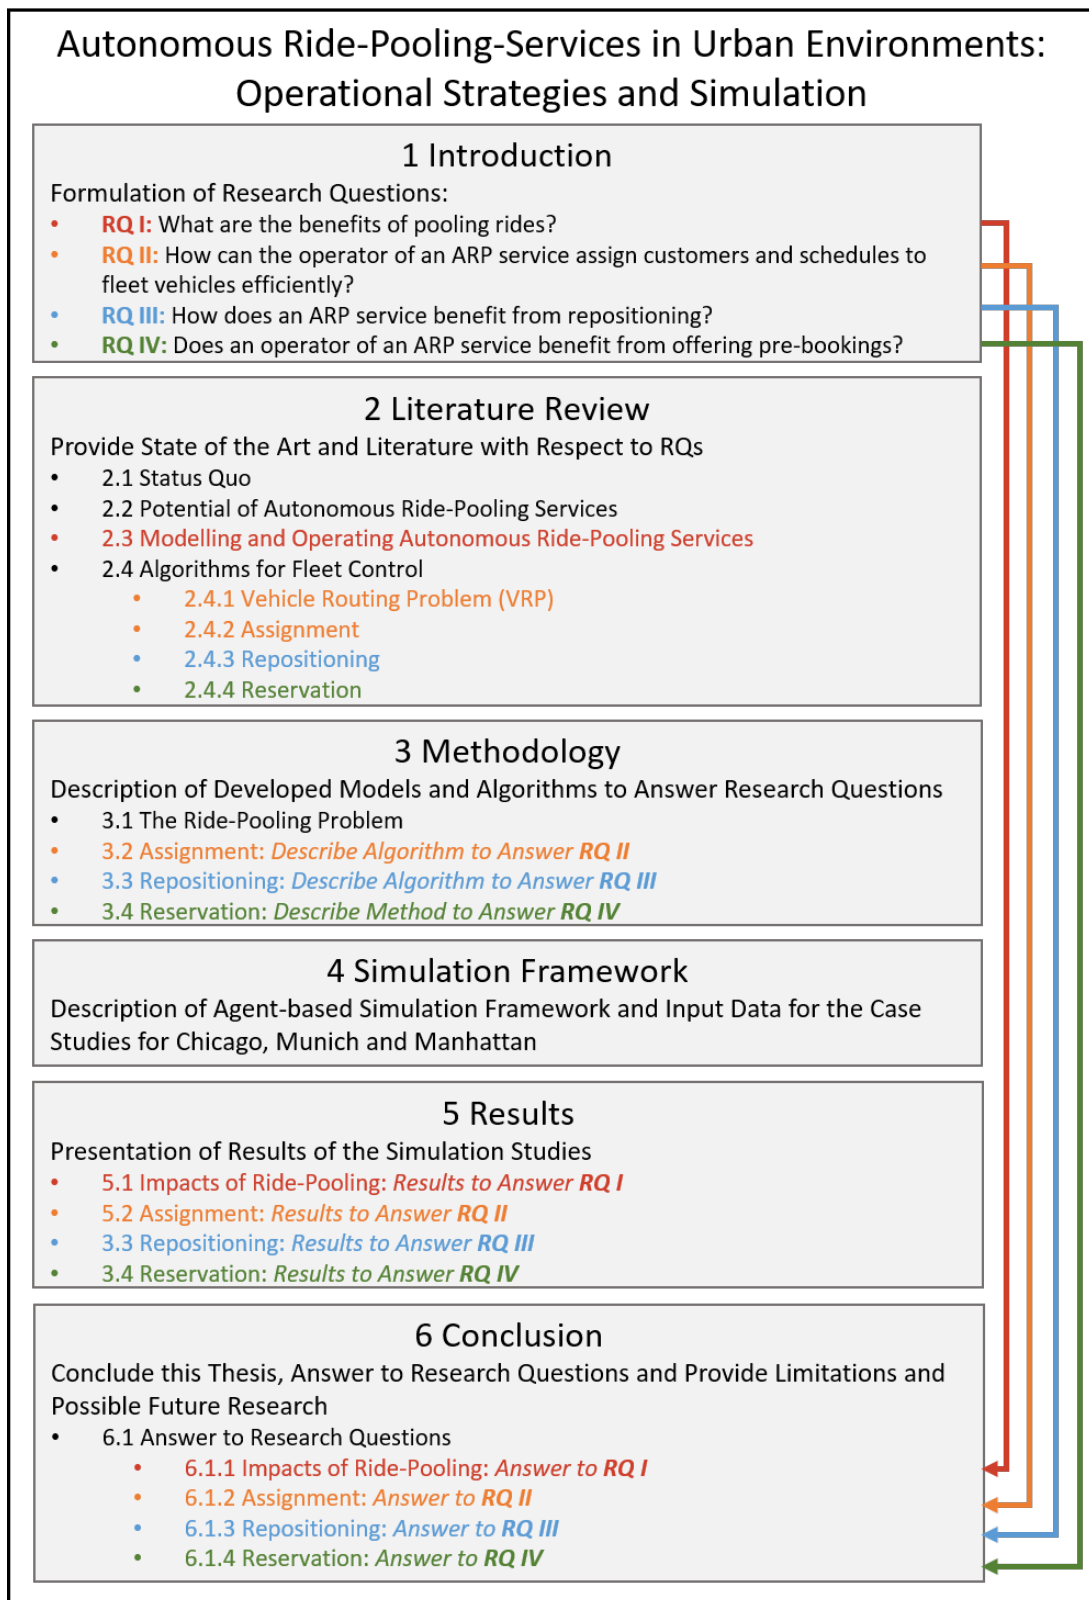 Autonomous Ride-Pooling-Services in Urban Environments:
Operational Strategies and Simulation
1 Introduction
Formulation of Research Questions:
• RQ I: What are the benefits of pooling rides?
• RQ II: How can the operator of an ARP service assign customers and schedules to
fleet vehicles efficiently?
• RQ III: How does an ARP service benefit from repositioning?
• RQ IV: Does an operator of an ARP service benefit from offering pre-bookings?
2 Literature Review
Provide State of the Art and Literature with Respect to RQs
• 2.1 Status Quo
• 2.2 Potential of Autonomous Ride-Pooling Services
• 2.3 Modelling and Operating Autonomous Ride-Pooling Services
• 2.4 Algorithms for Fleet Control
• 2.4.1 Vehicle Routing Problem (VRP)
• 2.4.2 Assignment
• 2.4.3 Repositioning
• 2.4.4 Reservation
3 Methodology
Description of Developed Models and Algorithms to Answer Research Questions
• 3.1 The Ride-Pooling Problem
• 3.2 Assignment: Describe Algorithm to Answer RQ II
• 3.3 Repositioning: Describe Algorithm to Answer RQ III
• 3.4 Reservation: Describe Method to Answer RQ IV
4 Simulation Framework
Description of Agent-based Simulation Framework and Input Data for the Case
Studies for Chicago, Munich and Manhattan
5 Results
Presentation of Results of the Simulation Studies
• 5.1 Impacts of Ride-Pooling: Results to Answer RQ I
• 5.2 Assignment: Results to Answer RQ II
• 3.3 Repositioning: Results to Answer RQ III
• 3.4 Reservation: Results to Answer RQ IV
6 Conclusion
Conclude this Thesis, Answer to Research Questions and Provide Limitations and
Possible Future Research
• 6.1 Answer to Research Questions
• 6.1.1 Impacts of Ride-Pooling: Answer to RQ I
• 6.1.2 Assignment: Answer to RQ II
• 6.1.3 Repositioning: Answer to RQ III
• 6.1.4 Reservation: Answer to RQ IV